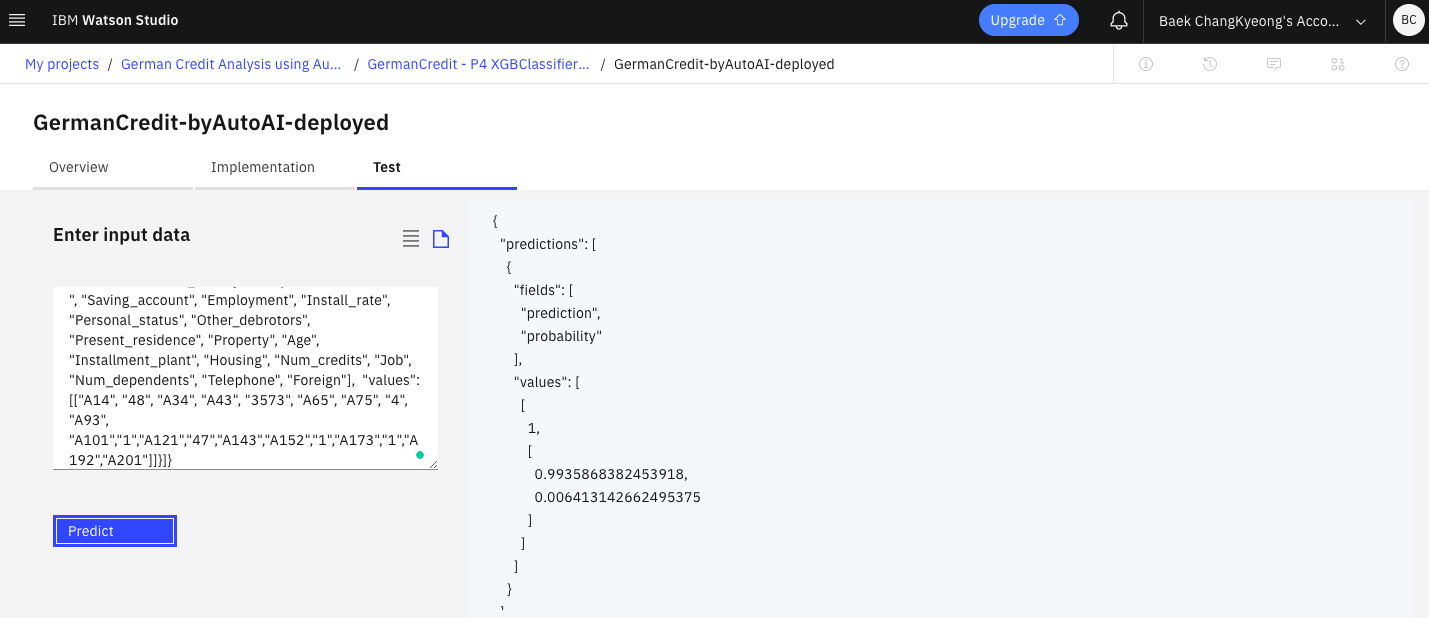 IBM Watson Studio
Upgrade
Baek ChangKyeong's Acco...
BC
My projects / German Credit Analysis using Au... / GermanCredit - P4 XGBClassifier... / GermanCredit-byAutoAI-deployed
GermanCredit-byAutoAI-deployed
Overview
Implementation
Test
Enter input data
", "Saving_account", "Employment", "Install_rate",
"Personal_status", "Other_debrotors",
"Present_residence", "Property", "Age",
"Installment_plant", "Housing", "Num_credits", "Job",
"Num_dependents", "Telephone", "Foreign"], "values":
[["A14", "48", "A34", "A43", "3573", "A65", "A75", "4",
"A93",
"A101","1","A121","47","A143","A152","1","A173","1","A
192","A201"]]}]}
Predict
{
"predictions": [
{
"fields": [
"prediction",
"probability"
],
"values": [
[
1,
[
0.9935868382453918,
0.006413142662495375
]
]
]
}